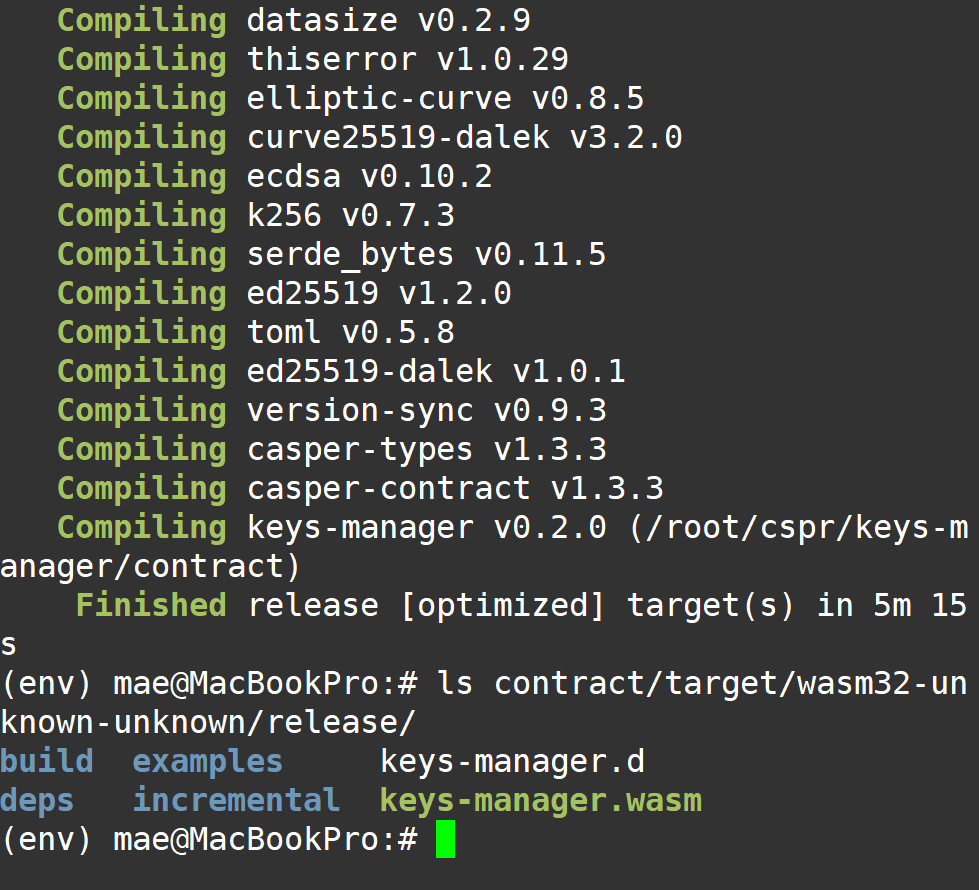 Compiling datasize v0.2.9
Compiling thiserror v1.0.29
Compiling elliptic-curve v0.8.5
Compiling curve25519-dalek v3.2.0
Compiling ecdsa v0.10.2
Compiling k256 v0.7.3
Compiling serde_bytes v0.11.5
Compiling ed25519 v1.2.0
Compiling toml v0.5.8
Compiling ed25519-dalek v1.0.1
Compiling version-sync v0.9.3
Compiling casper-types v1.3.3
Compiling casper-contract v1.3.3
Compiling keys-manager v0.2.0 (/root/cspr/keys-m
anager/contract)
Finished release [optimized] target(s) in 5m 15
s
(env) mae@MacBookPro:# ls contract/target/wasm32-un
known-unknown/release/
build  examples     keys-manager.d
deps   incremental  keys-manager.wasm
(env) mae@MacBookPro:#